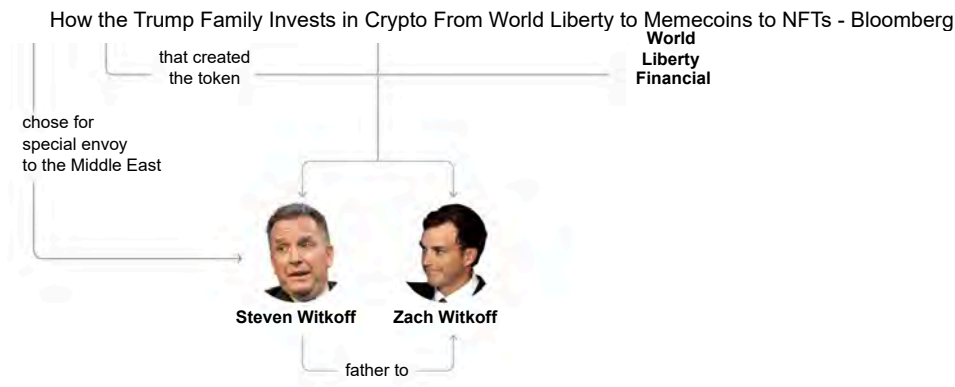 How the Trump Family Invests in Crypto From World Liberty to Memecoins to NFTs - Bloomberg
World
Liberty
Financial
that created
the token
chose for
special envoy
to the Middle East
Steven Witkoff
Zach Witkoff
father to